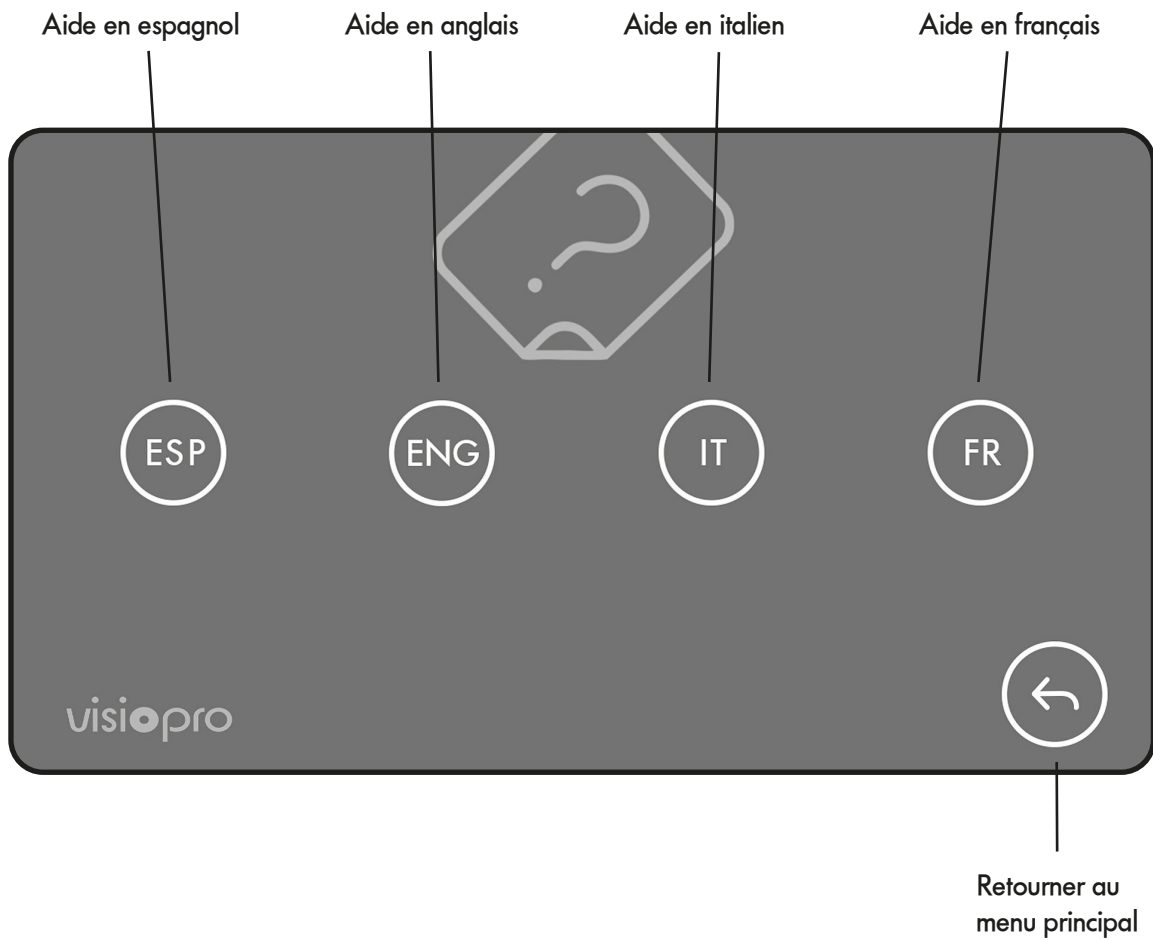 Aide en espagnol
Aide en anglais
Aide en italien
Aide en français
ESP
ENG
IT
FR
?
visiopro
Retourner au
menu principal